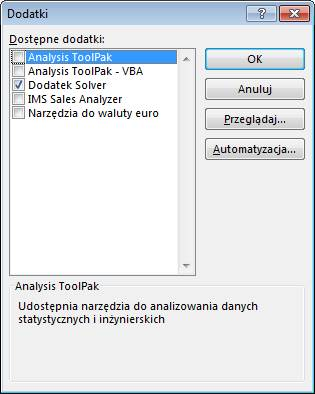 Dodatki
Dostępne dodatki:
Analysis ToolPak
Analysis ToolPak - VBA
Dodatek Solver
IMS Sales Analyzer
Narzędzia do waluty euro
OK
Anuluj
Przeglądaj...
Automatyzacja...
Analysis ToolPak
Udostępnia narzędzia do analizowania danych
statystycznych i inżynierskich